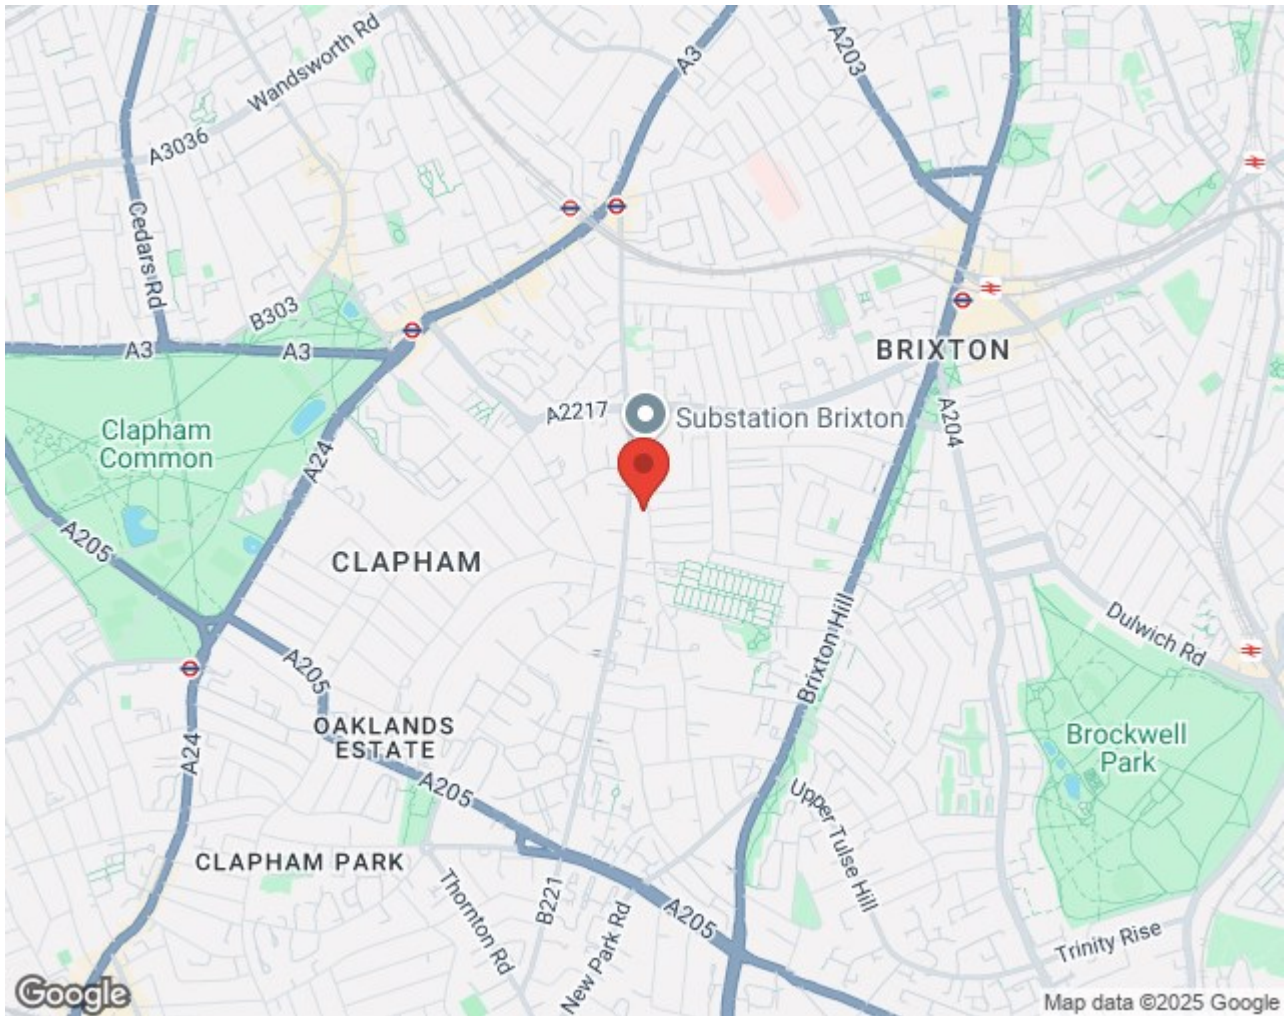 Wandsworth Rd
A3
A203
A3036
Cedars Rd
B303
A3
A3
BRIXTON
A2217
Substation Brixton
A204
Clapham
Common
A24
A205
CLAPHAM
Brixton Hill
Dulwich Rd
A205
OAKLANDS
ESTATE
A24
Brockwell
Park
A205
Upper Tulse Hill
CLAPHAM PARK
Thornton Rd
B221
New Park Rd
A205
Trinity Rise
Google
Map data ©2025 Google